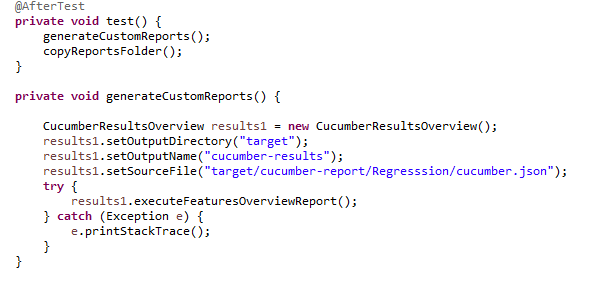 @AfterTest
private void test() {
generateCustomReports();
copyReportsFolder();
}
private void generateCustomReports() {
CucumberResultsOverview results1 = new CucumberResultsOverview();
results1.setOutputDirectory("target");
results1.setOutputName("cucumber-results");
results1.setSourceFile("target/cucumber-report/Regresssion/cucumber.json");
try {
results1.executeFeaturesOverviewReport();
} catch (Exception e) {
e.printStackTrace();
}
}